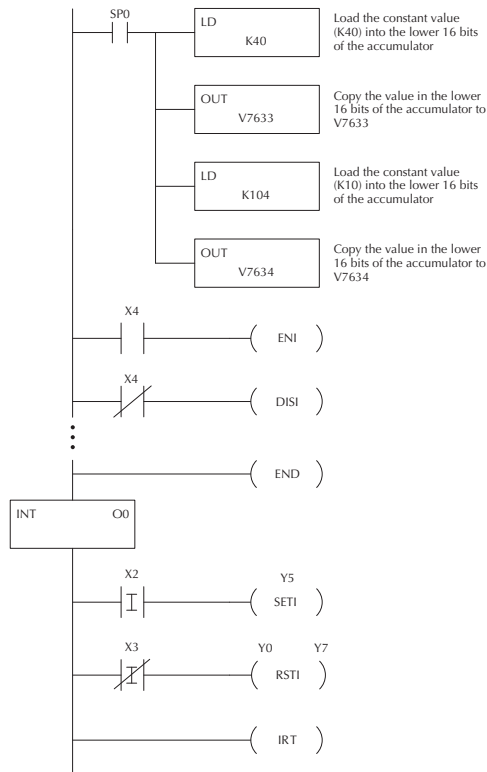 SP0
LD
K40
Load the constant value
(K40) into the lower 16 bits
of the accumulator
OUT
V7633
Copy the value in the lower
16 bits of the accumulator to
V7633
LD
K104
Load the constant value
(K10) into the lower 16 bits
of the accumulator
OUT
V7634
Copy the value in the lower
16 bits of the accumulator to
V7634
X4
ENI
X4
DISI
END
INT O0
X2 Y5
I SETI
X3 Y0 Y7
I RSTI
IRT